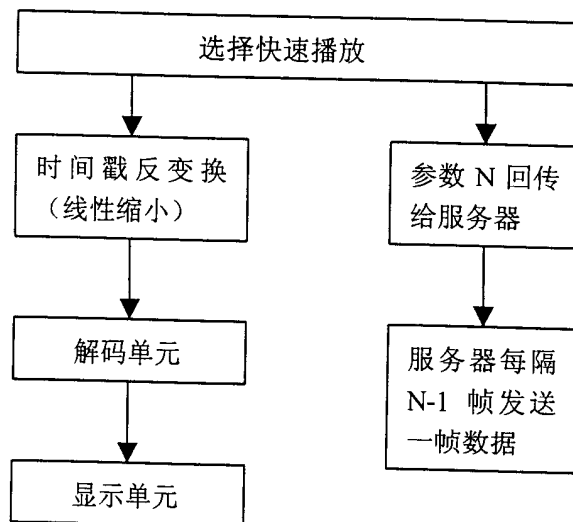 选择快速播放
时间戳反变换
（线性缩小）
参数 N 回传
给服务器
解码单元
服务器每隔
N-1 帧发送
一帧数据
显示单元